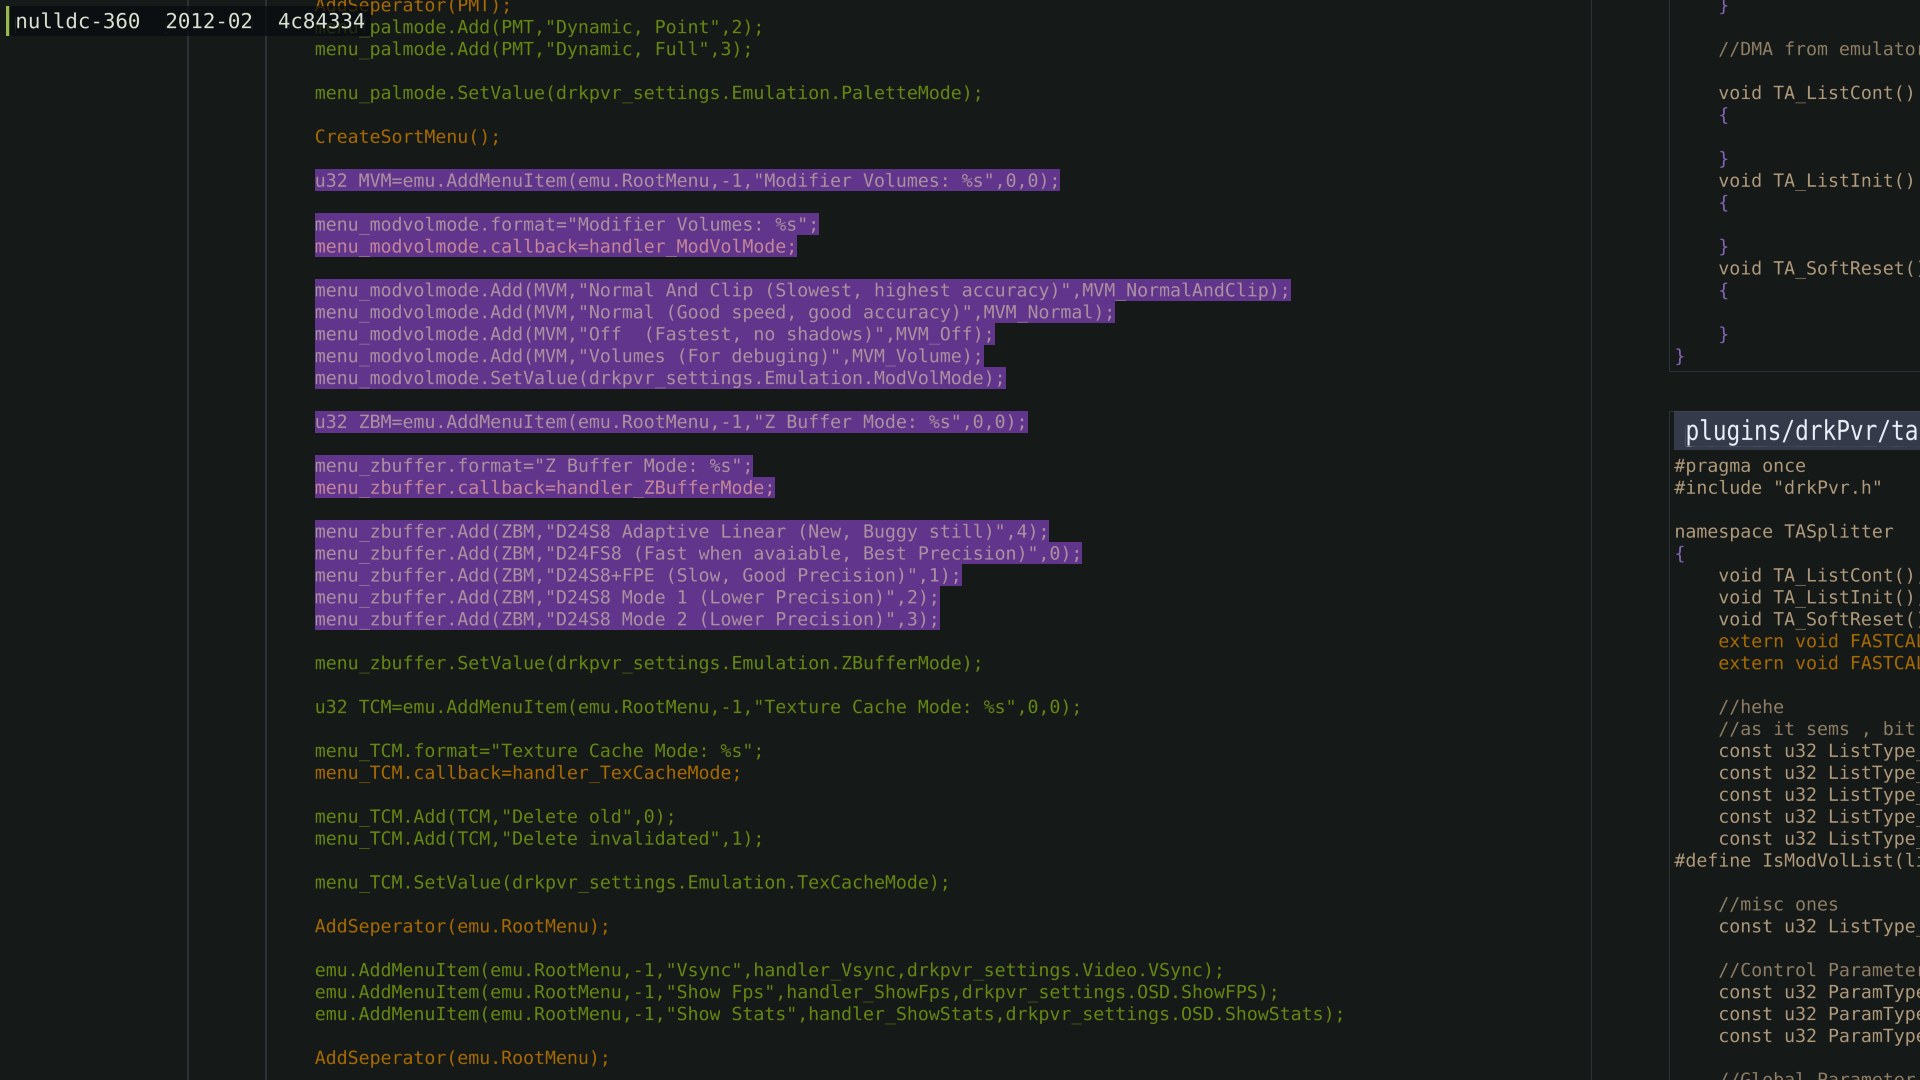 nulldc-360  2012-02  4c84334
AddSeperator(PMT);
menu_palmode.Add(PMT,"Dynamic, Point",2);
menu_palmode.Add(PMT,"Dynamic, Full",3);
menu_palmode.SetValue(drkpvr_settings.Emulation.PaletteMode);
CreateSortMenu();
u32 MVM=emu.AddMenuItem(emu.RootMenu,-1,"Modifier Volumes: %s",0,0);
menu_modvolmode.format="Modifier Volumes: %s";
menu_modvolmode.callback=handler_ModVolMode;
menu_modvolmode.Add(MVM,"Normal And Clip (Slowest, highest accuracy)",MVM_NormalAndClip);
menu_modvolmode.Add(MVM,"Normal (Good speed, good accuracy)",MVM_Normal);
menu_modvolmode.Add(MVM,"Off  (Fastest, no shadows)",MVM_Off);
menu_modvolmode.Add(MVM,"Volumes (For debuging)",MVM_Volume);
menu_modvolmode.SetValue(drkpvr_settings.Emulation.ModVolMode);
u32 ZBM=emu.AddMenuItem(emu.RootMenu,-1,"Z Buffer Mode: %s",0,0);
menu_zbuffer.format="Z Buffer Mode: %s";
menu_zbuffer.callback=handler_ZBufferMode;
menu_zbuffer.Add(ZBM,"D24S8 Adaptive Linear (New, Buggy still)",4);
menu_zbuffer.Add(ZBM,"D24FS8 (Fast when avaiable, Best Precision)",0);
menu_zbuffer.Add(ZBM,"D24S8+FPE (Slow, Good Precision)",1);
menu_zbuffer.Add(ZBM,"D24S8 Mode 1 (Lower Precision)",2);
menu_zbuffer.Add(ZBM,"D24S8 Mode 2 (Lower Precision)",3);
menu_zbuffer.SetValue(drkpvr_settings.Emulation.ZBufferMode);
u32 TCM=emu.AddMenuItem(emu.RootMenu,-1,"Texture Cache Mode: %s",0,0);
menu_TCM.format="Texture Cache Mode: %s";
menu_TCM.callback=handler_TexCacheMode;
menu_TCM.Add(TCM,"Delete old",0);
menu_TCM.Add(TCM,"Delete invalidated",1);
menu_TCM.SetValue(drkpvr_settings.Emulation.TexCacheMode);
AddSeperator(emu.RootMenu);
emu.AddMenuItem(emu.RootMenu,-1,"Vsync",handler_Vsync,drkpvr_settings.Video.VSync);
emu.AddMenuItem(emu.RootMenu,-1,"Show Fps",handler_ShowFps,drkpvr_settings.OSD.ShowFPS);
emu.AddMenuItem(emu.RootMenu,-1,"Show Stats",handler_ShowStats,drkpvr_settings.OSD.ShowStats);
AddSeperator(emu.RootMenu);
}
//DMA from emulator
void TA_ListCont()
{
}
void TA_ListInit()
{
}
void TA_SoftReset()
{
}
}
plugins/drkPvr/ta
#pragma once
#include "drkPvr.h"
namespace TASplitter
{
void TA_ListCont()
void TA_ListInit()
void TA_SoftReset()
extern void FASTCAL
extern void FASTCAL
//hehe
//as it sems , bit
const u32 ListType_
const u32 ListType_
const u32 ListType_
const u32 ListType_
const u32 ListType_
#define IsModVolList(li
//misc ones
const u32 ListType_
//Control Parameter
const u32 ParamType
const u32 ParamType
const u32 ParamType
//Global Parameter